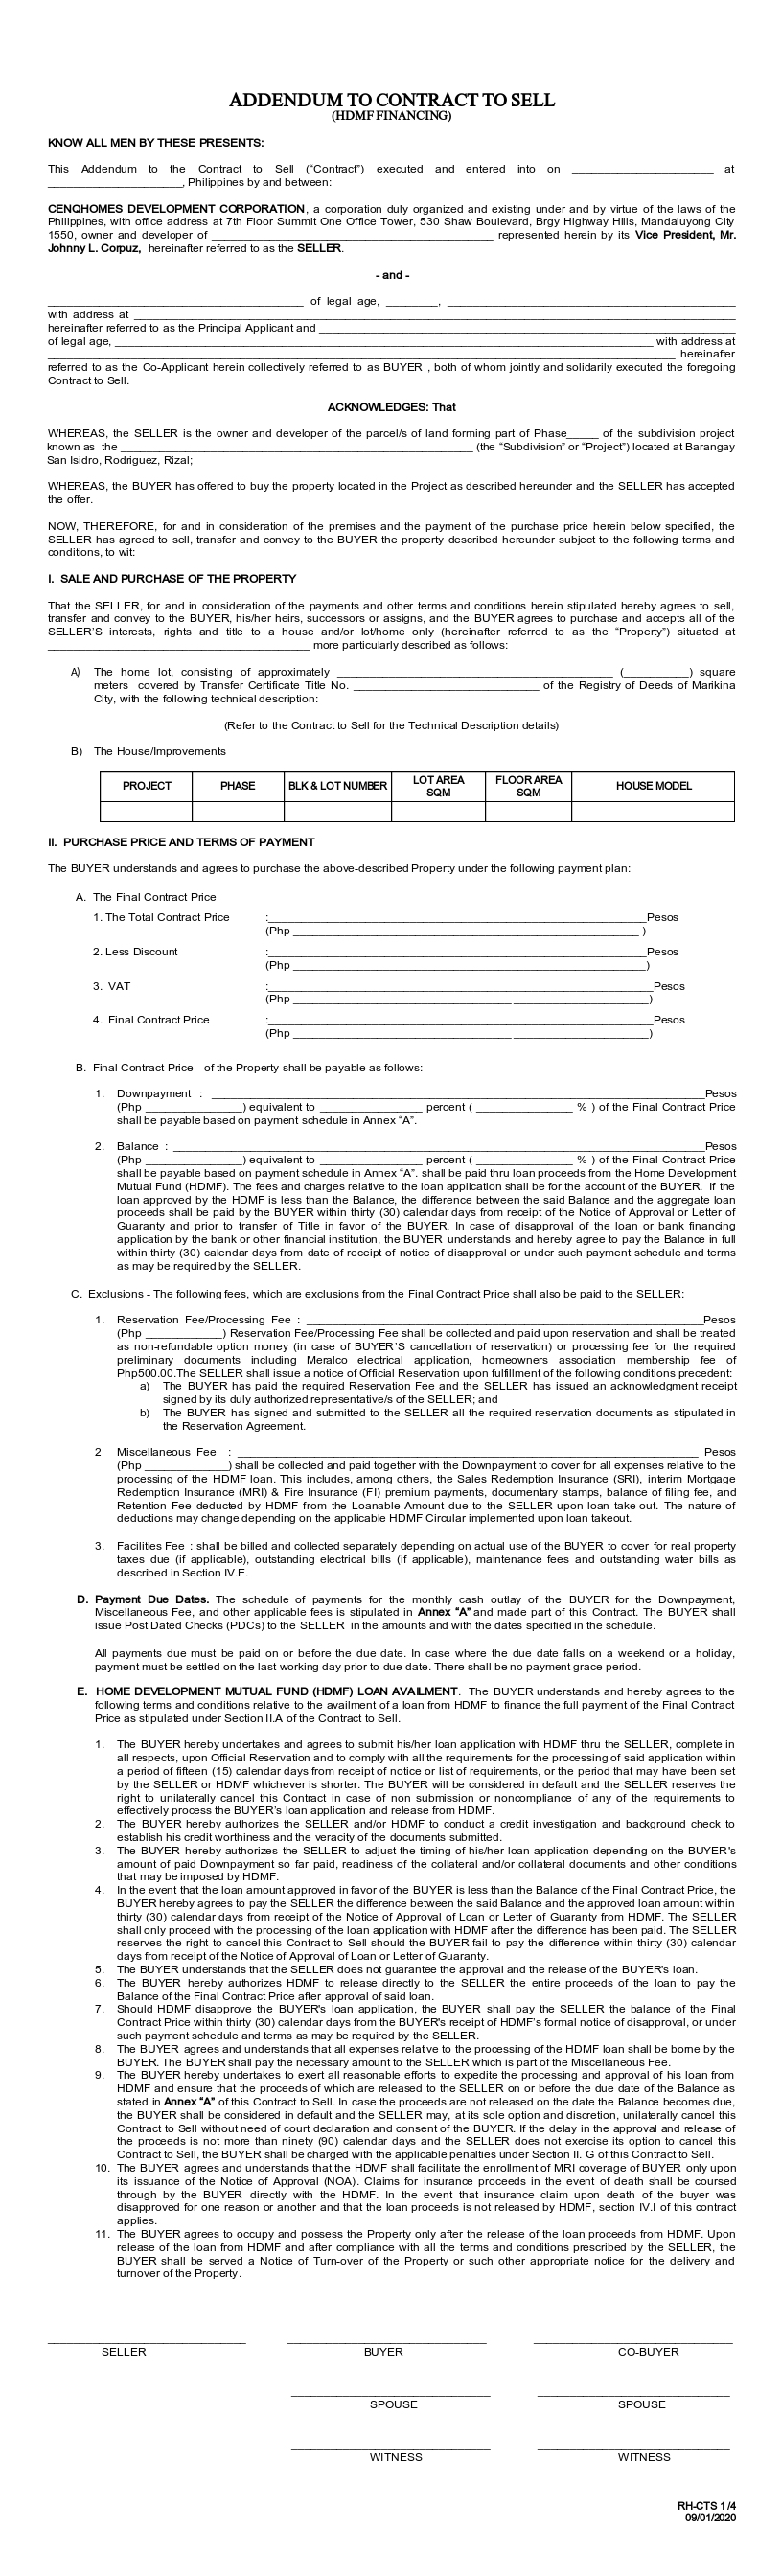 ADDENDUM TO CONTRACT TO SELL
(HDMF FINANCING)
KNOW ALL MEN BY THESE PRESENTS:
This Addendum to the Contract to Sell (“Contract”) executed and entered into on ______________________ at
_____________________, Philippines by and between:
CENQHOMES DEVELOPMENT CORPORATION, a corporation duly organized and existing under and by virtue of the laws of the
Philippines, with office address at 7th Floor Summit One Office Tower, 530 Shaw Boulevard, Brgy Highway Hills, Mandaluyong City
1550, owner and developer of ____________________________________________ represented herein by its Vice President, Mr.
Johnny L. Corpuz, hereinafter referred to as the SELLER.
- and -
________________________________________ of legal age, ________, _____________________________________________
with address at ______________________________________________________________________________________________
hereinafter referred to as the Principal Applicant and _________________________________________________________________
of legal age, ____________________________________________________________________________________ with address at
__________________________________________________________________________________________________ hereinafter
referred to as the Co-Applicant herein collectively referred to as BUYER , both of whom jointly and solidarily executed the foregoing
Contract to Sell.
ACKNOWLEDGES: That
WHEREAS, the SELLER is the owner and developer of the parcel/s of land forming part of Phase_____ of the subdivision project
known as the _______________________________________________________ (the “Subdivision” or “Project”) located at Barangay
San Isidro, Rodriguez, Rizal;
WHEREAS, the BUYER has offered to buy the property located in the Project as described hereunder and the SELLER has accepted
the offer.
NOW, THEREFORE, for and in consideration of the premises and the payment of the purchase price herein below specified, the
SELLER has agreed to sell, transfer and convey to the BUYER the property described hereunder subject to the following terms and
conditions, to wit:
I. SALE AND PURCHASE OF THE PROPERTY
That the SELLER, for and in consideration of the payments and other terms and conditions herein stipulated hereby agrees to sell,
transfer and convey to the BUYER, his/her heirs, successors or assigns, and the BUYER agrees to purchase and accepts all of the
SELLER’S interests, rights and title to a house and/or lot/home only (hereinafter referred to as the “Property”) situated at
_________________________________________ more particularly described as follows:
A) The home lot, consisting of approximately ___________________________________________ (__________) square
meters covered by Transfer Certificate Title No. _____________________________ of the Registry of Deeds of Marikina
City, with the following technical description:
(Refer to the Contract to Sell for the Technical Description details)
B) The House/Improvements
PROJECT PHASE BLK & LOT NUMBER LOT AREA SQM FLOOR AREA SQM HOUSE MODEL
II. PURCHASE PRICE AND TERMS OF PAYMENT
The BUYER understands and agrees to purchase the above-described Property under the following payment plan:
A. The Final Contract Price
1. The Total Contract Price :___________________________________________________________Pesos
(Php ______________________________________________________ )
2. Less Discount :___________________________________________________________Pesos
(Php _______________________________________________________)
3. VAT :____________________________________________________________Pesos
(Php __________________________________ _____________________)
4. Final Contract Price :____________________________________________________________Pesos
(Php __________________________________ _____________________)
B. Final Contract Price - of the Property shall be payable as follows:
1. Downpayment : _____________________________________________________________________________Pesos
(Php _______________) equivalent to ________________ percent ( _______________ % ) of the Final Contract Price
shall be payable based on payment schedule in Annex “A”.
2. Balance : ___________________________________________________________________________________Pesos
(Php _______________) equivalent to ________________ percent ( _______________ % ) of the Final Contract Price
shall be payable based on payment schedule in Annex “A”. shall be paid thru loan proceeds from the Home Development
Mutual Fund (HDMF). The fees and charges relative to the loan application shall be for the account of the BUYER. If the
loan approved by the HDMF is less than the Balance, the difference between the said Balance and the aggregate loan
proceeds shall be paid by the BUYER within thirty (30) calendar days from receipt of the Notice of Approval or Letter of
Guaranty and prior to transfer of Title in favor of the BUYER. In case of disapproval of the loan or bank financing
application by the bank or other financial institution, the BUYER understands and hereby agree to pay the Balance in full
within thirty (30) calendar days from date of receipt of notice of disapproval or under such payment schedule and terms
as may be required by the SELLER.
C. Exclusions - The following fees, which are exclusions from the Final Contract Price shall also be paid to the SELLER:
1. Reservation Fee/Processing Fee : ______________________________________________________________Pesos
(Php ____________) Reservation Fee/Processing Fee shall be collected and paid upon reservation and shall be treated
as non-refundable option money (in case of BUYER’S cancellation of reservation) or processing fee for the required
preliminary documents including Meralco electrical application, homeowners association membership fee of
Php500.00.The SELLER shall issue a notice of Official Reservation upon fulfillment of the following conditions precedent:
a) The BUYER has paid the required Reservation Fee and the SELLER has issued an acknowledgment receipt
signed by its duly authorized representative/s of the SELLER; and
b) The BUYER has signed and submitted to the SELLER all the required reservation documents as stipulated in
the Reservation Agreement.
2 Miscellaneous Fee : ________________________________________________________________________ Pesos
(Php _____________) shall be collected and paid together with the Downpayment to cover for all expenses relative to the
processing of the HDMF loan. This includes, among others, the Sales Redemption Insurance (SRI), interim Mortgage
Redemption Insurance (MRI) & Fire Insurance (FI) premium payments, documentary stamps, balance of filing fee, and
Retention Fee deducted by HDMF from the Loanable Amount due to the SELLER upon loan take-out. The nature of
deductions may change depending on the applicable HDMF Circular implemented upon loan takeout.
3. Facilities Fee : shall be billed and collected separately depending on actual use of the BUYER to cover for real property
taxes due (if applicable), outstanding electrical bills (if applicable), maintenance fees and outstanding water bills as
described in Section IV.E.
D. Payment Due Dates. The schedule of payments for the monthly cash outlay of the BUYER for the Downpayment,
Miscellaneous Fee, and other applicable fees is stipulated in Annex “A” and made part of this Contract. The BUYER shall
issue Post Dated Checks (PDCs) to the SELLER in the amounts and with the dates specified in the schedule.
All payments due must be paid on or before the due date. In case where the due date falls on a weekend or a holiday,
payment must be settled on the last working day prior to due date. There shall be no payment grace period.
E. HOME DEVELOPMENT MUTUAL FUND (HDMF) LOAN AVAILMENT. The BUYER understands and hereby agrees to the
following terms and conditions relative to the availment of a loan from HDMF to finance the full payment of the Final Contract
Price as stipulated under Section II.A of the Contract to Sell.
1. The BUYER hereby undertakes and agrees to submit his/her loan application with HDMF thru the SELLER, complete in
all respects, upon Official Reservation and to comply with all the requirements for the processing of said application within
a period of fifteen (15) calendar days from receipt of notice or list of requirements, or the period that may have been set
by the SELLER or HDMF whichever is shorter. The BUYER will be considered in default and the SELLER reserves the
right to unilaterally cancel this Contract in case of non submission or noncompliance of any of the requirements to
effectively process the BUYER’s loan application and release from HDMF.
2. The BUYER hereby authorizes the SELLER and/or HDMF to conduct a credit investigation and background check to
establish his credit worthiness and the veracity of the documents submitted.
3. The BUYER hereby authorizes the SELLER to adjust the timing of his/her loan application depending on the BUYER's
amount of paid Downpayment so far paid, readiness of the collateral and/or collateral documents and other conditions
that may be imposed by HDMF.
4. In the event that the loan amount approved in favor of the BUYER is less than the Balance of the Final Contract Price, the
BUYER hereby agrees to pay the SELLER the difference between the said Balance and the approved loan amount within
thirty (30) calendar days from receipt of the Notice of Approval of Loan or Letter of Guaranty from HDMF. The SELLER
shall only proceed with the processing of the loan application with HDMF after the difference has been paid. The SELLER
reserves the right to cancel this Contract to Sell should the BUYER fail to pay the difference within thirty (30) calendar
days from receipt of the Notice of Approval of Loan or Letter of Guaranty.
5. The BUYER understands that the SELLER does not guarantee the approval and the release of the BUYER's loan.
6. The BUYER hereby authorizes HDMF to release directly to the SELLER the entire proceeds of the loan to pay the
Balance of the Final Contract Price after approval of said loan.
7. Should HDMF disapprove the BUYER's loan application, the BUYER shall pay the SELLER the balance of the Final
Contract Price within thirty (30) calendar days from the BUYER's receipt of HDMF’s formal notice of disapproval, or under
such payment schedule and terms as may be required by the SELLER.
8. The BUYER agrees and understands that all expenses relative to the processing of the HDMF loan shall be borne by the
BUYER. The BUYER shall pay the necessary amount to the SELLER which is part of the Miscellaneous Fee.
9. The BUYER hereby undertakes to exert all reasonable efforts to expedite the processing and approval of his loan from
HDMF and ensure that the proceeds of which are released to the SELLER on or before the due date of the Balance as
stated in Annex “A” of this Contract to Sell. In case the proceeds are not released on the date the Balance becomes due,
the BUYER shall be considered in default and the SELLER may, at its sole option and discretion, unilaterally cancel this
Contract to Sell without need of court declaration and consent of the BUYER. If the delay in the approval and release of
the proceeds is not more than ninety (90) calendar days and the SELLER does not exercise its option to cancel this
Contract to Sell, the BUYER shall be charged with the applicable penalties under Section II. G of this Contract to Sell.
10. The BUYER agrees and understands that the HDMF shall facilitate the enrollment of MRI coverage of BUYER only upon
its issuance of the Notice of Approval (NOA). Claims for insurance proceeds in the event of death shall be coursed
through by the BUYER directly with the HDMF. In the event that insurance claim upon death of the buyer was
disapproved for one reason or another and that the loan proceeds is not released by HDMF, section IV.I of this contract
applies.
11. The BUYER agrees to occupy and possess the Property only after the release of the loan proceeds from HDMF. Upon
release of the loan from HDMF and after compliance with all the terms and conditions prescribed by the SELLER, the
BUYER shall be served a Notice of Turn-over of the Property or such other appropriate notice for the delivery and
turnover of the Property.
_______________________________ _______________________________ _______________________________
SELLER BUYER CO-BUYER
_______________________________ ______________________________
SPOUSE SPOUSE
_______________________________ ______________________________
WITNESS WITNESS
RH-CTS 1/4
09/01/2020